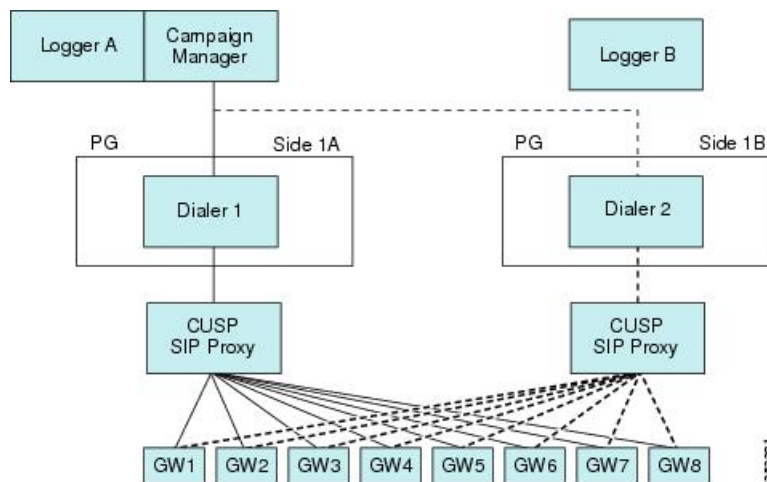 Logger A
Campaign
Manager
Logger B
PG
Side 1A
PG
Side 1B
Dialer 1
Dialer 2
CUSP
SIP Proxy
CUSP
SIP Proxy
GW1
GW2
GW3
GW4
GW5
GW6
GW7
GW8